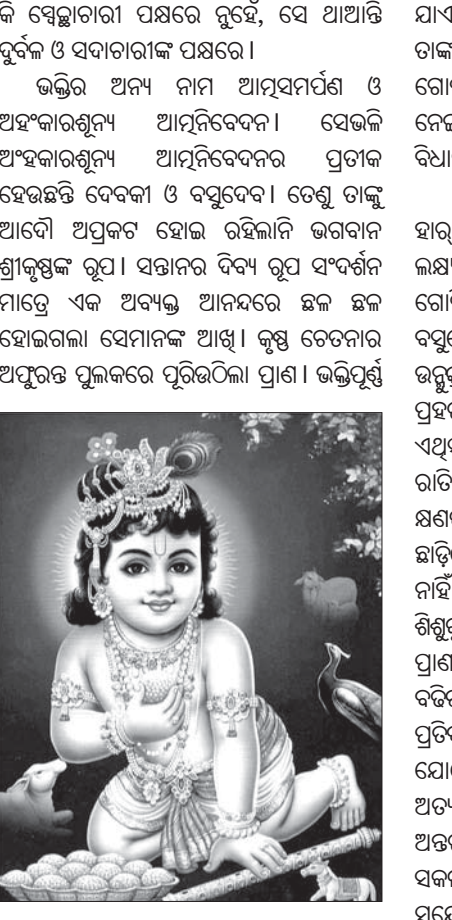 କି ସ୍ବେଚ୍ଛାଚାରୀ ପକ୍ଷରେ ନୁହେଁ, ସେ ଥାଆନ୍ତି
ଦୁର୍ବଳ ଓ ସଦାଚାରୀଙ୍କ ପକ୍ଷରେ।
ଭକ୍ତିର ଅନ୍ୟ ନାମ ଆତ୍ମସମର୍ପଣ ଓ
ଅହଂକାରଶୂନ୍ୟ ଆତ୍ମନିବେଦନ। ସେଭଳି
ଅଂହକାରଶୂନ୍ୟ ଆତ୍ମନିବେଦନର ପ୍ରତୀକ
ହେଉଛନ୍ତି ଦେବକୀ ଓ ବସୁଦେବ। ତେଣୁ ତାଙ୍କୁ
ଆଦୌ ଅପ୍ରକଟ ହୋଇ ରହିଲାନି ଭଗବାନ
ଶ୍ରୀକୃଷ୍ଣଙ୍କ ରୂପ। ସନ୍ତାନର ଦିବ୍ୟ ରୂପ ସଂଦର୍ଶନ
ମାତ୍ରେ ଏକ ଅବ୍ୟକ୍ତ ଆନନ୍ଦରେ ଛଳ ଛଳ
ହୋଇଗଲା ସେମାନଙ୍କ ଆଖି। କୃଷ୍ଣ ଚେତନାର
ଅଫୁରନ୍ତ ପୁଲକରେ ପୂରିଉଠିଲା ପ୍ରାଣ। ଭକ୍ତିପୂର୍ଣ୍ଣ
ହାର୍
ଲକ୍ଷ୍ୟ
ରାତି
ନାହିଁ